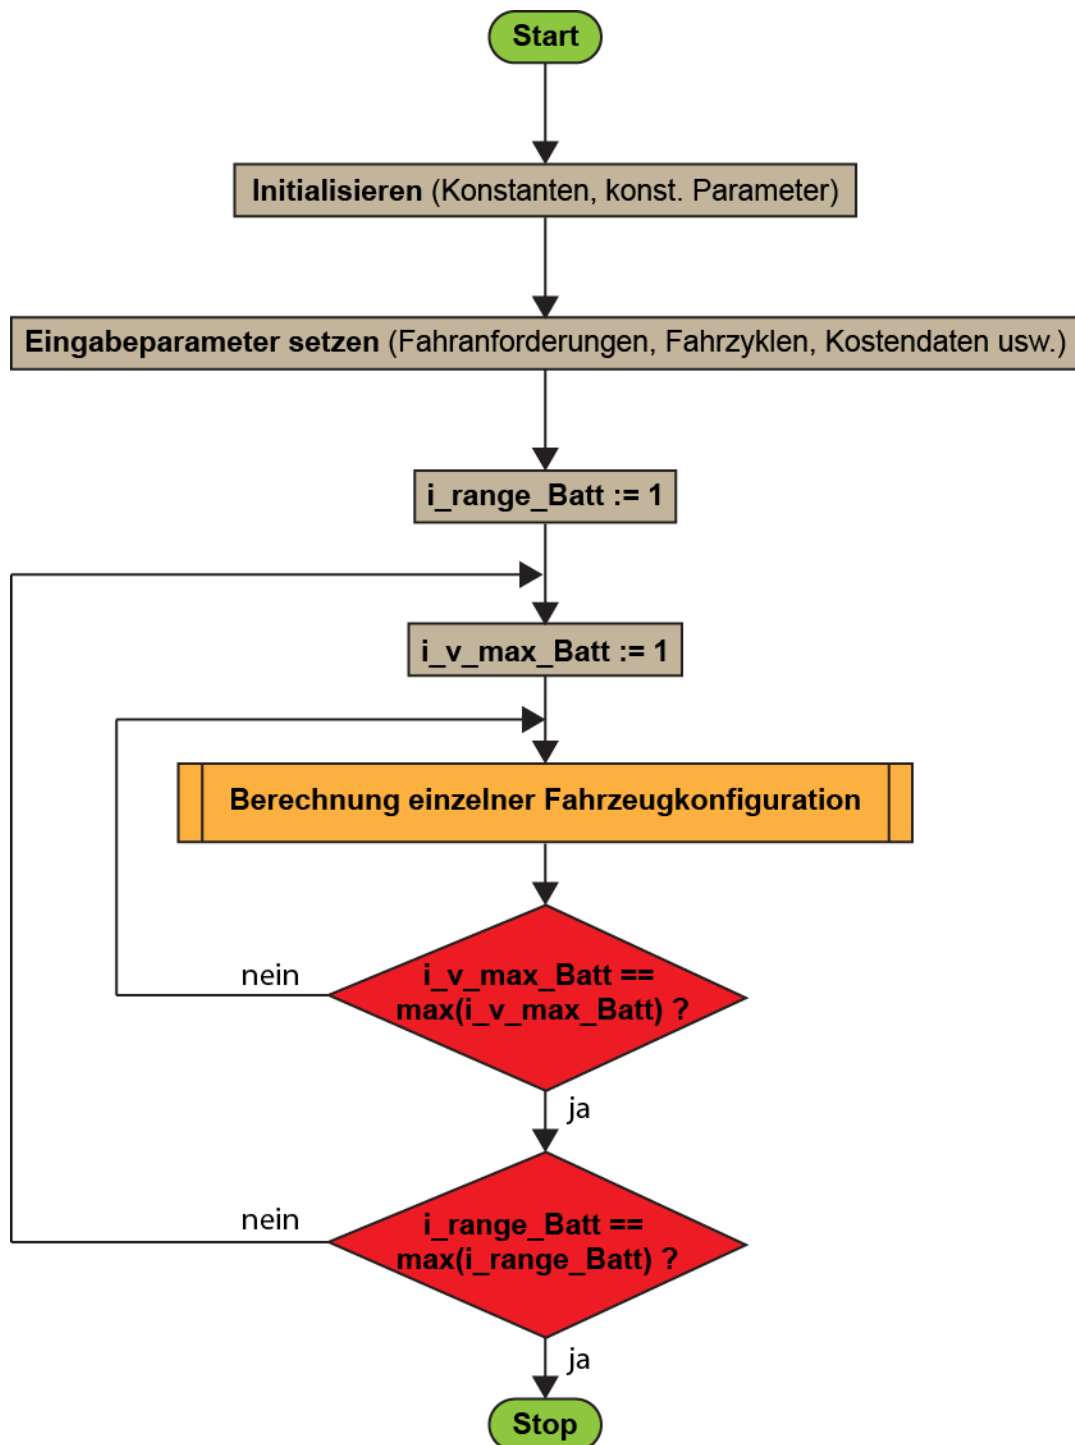 Start
Initialisieren (Konstanten, konst. Parameter)
Eingabeparameter setzen (Fahranforderungen, Fahrzyklen, Kostendaten usw.)
i_range_Batt := 1
i_v_max_Batt := 1
Berechnung einzelner Fahrzeugkonfiguration
nein
i_v_max_Batt ==
max(i_v_max_Batt) ?
ja
nein
i_range_Batt ==
max(i_range_Batt) ?
ja
Stop